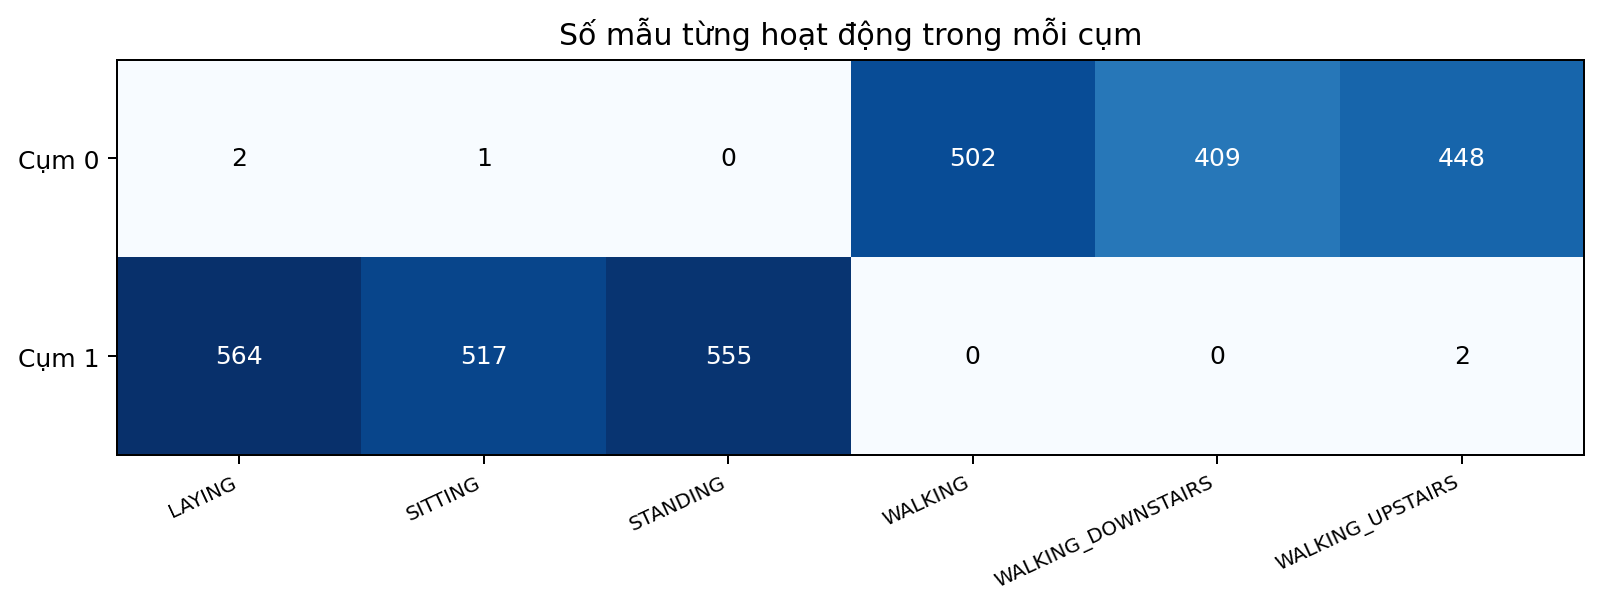 Số mẫu từng hoạt động trong mỗi cụm
Cụm 0 2 1 0 502 409 448
Cụm 1 564 517 555 0 0 2
LAYING SITTING STANDING WALKING WALKING_DOWNSTAIRS WALKING_UPSTAIRS